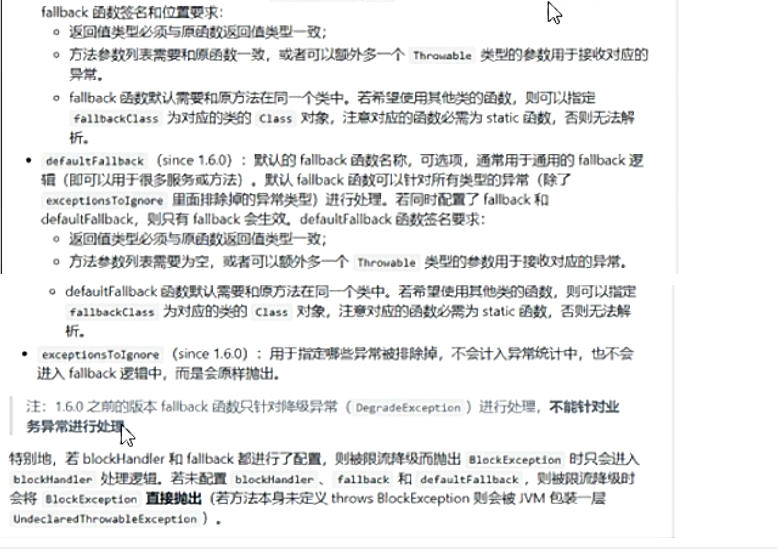 fallback 函数签名和位置要求：
返回值类型必须与原函数返回值类型一致；
方法参数列表需要和原函数一致，或者可以额外多一个 Throwable 类型的参数用于接收对应的
异常。
fallback 函数默认需要和原方法在同一个类中。若希望使用其他类的函数，则可以指定
fallbackClass 为对应的类的 Class 对象，注意对应的函数必需为 static 函数，否则无法解
析。
defaultFallback（since 1.6.0）：默认的 fallback 函数名称，可选项，通常用于通用的 fallback 逻
辑（即可以用于很多服务或方法）。默认 fallback 函数可以针对所有类型的异常（除了
exceptionsToIgnore 里面排除掉的异常类型）进行处理。若同时配置了 fallback 和
defaultFallback，则只有 fallback 会生效。defaultFallback 函数签名要求：
返回值类型必须与原函数返回值类型一致；
方法参数列表需要为空，或者可以额外多一个 Throwable 类型的参数用于接收对应的异常。
defaultFallback 函数默认需要和原方法在同一个类中。若希望使用其他类的函数，则可以指定
fallbackClass 为对应的类的 Class 对象，注意对应的函数必需为 static 函数，否则无法解
析。
exceptionsToIgnore（since 1.6.0）：用于指定哪些异常被排除掉，不会计入异常统计中，也不会
进入 fallback 逻辑中，而是会原样抛出。
注：1.6.0 之前的版本 fallback 函数只针对降级异常（DegradeException）进行处理，不能针对业
务异常进行处理
特别地，若 blockHandler 和 fallback 都进行了配置，则被限流降级而抛出 BlockException 时只会进入
blockHandler 处理逻辑。若未配置 blockHandler、fallback 和 defaultFallback，则被限流降级时
会将 BlockException 直接抛出（若方法本身未定义 throws BlockException 则会被 JVM 包装一层
UndeclaredThrowableException）。